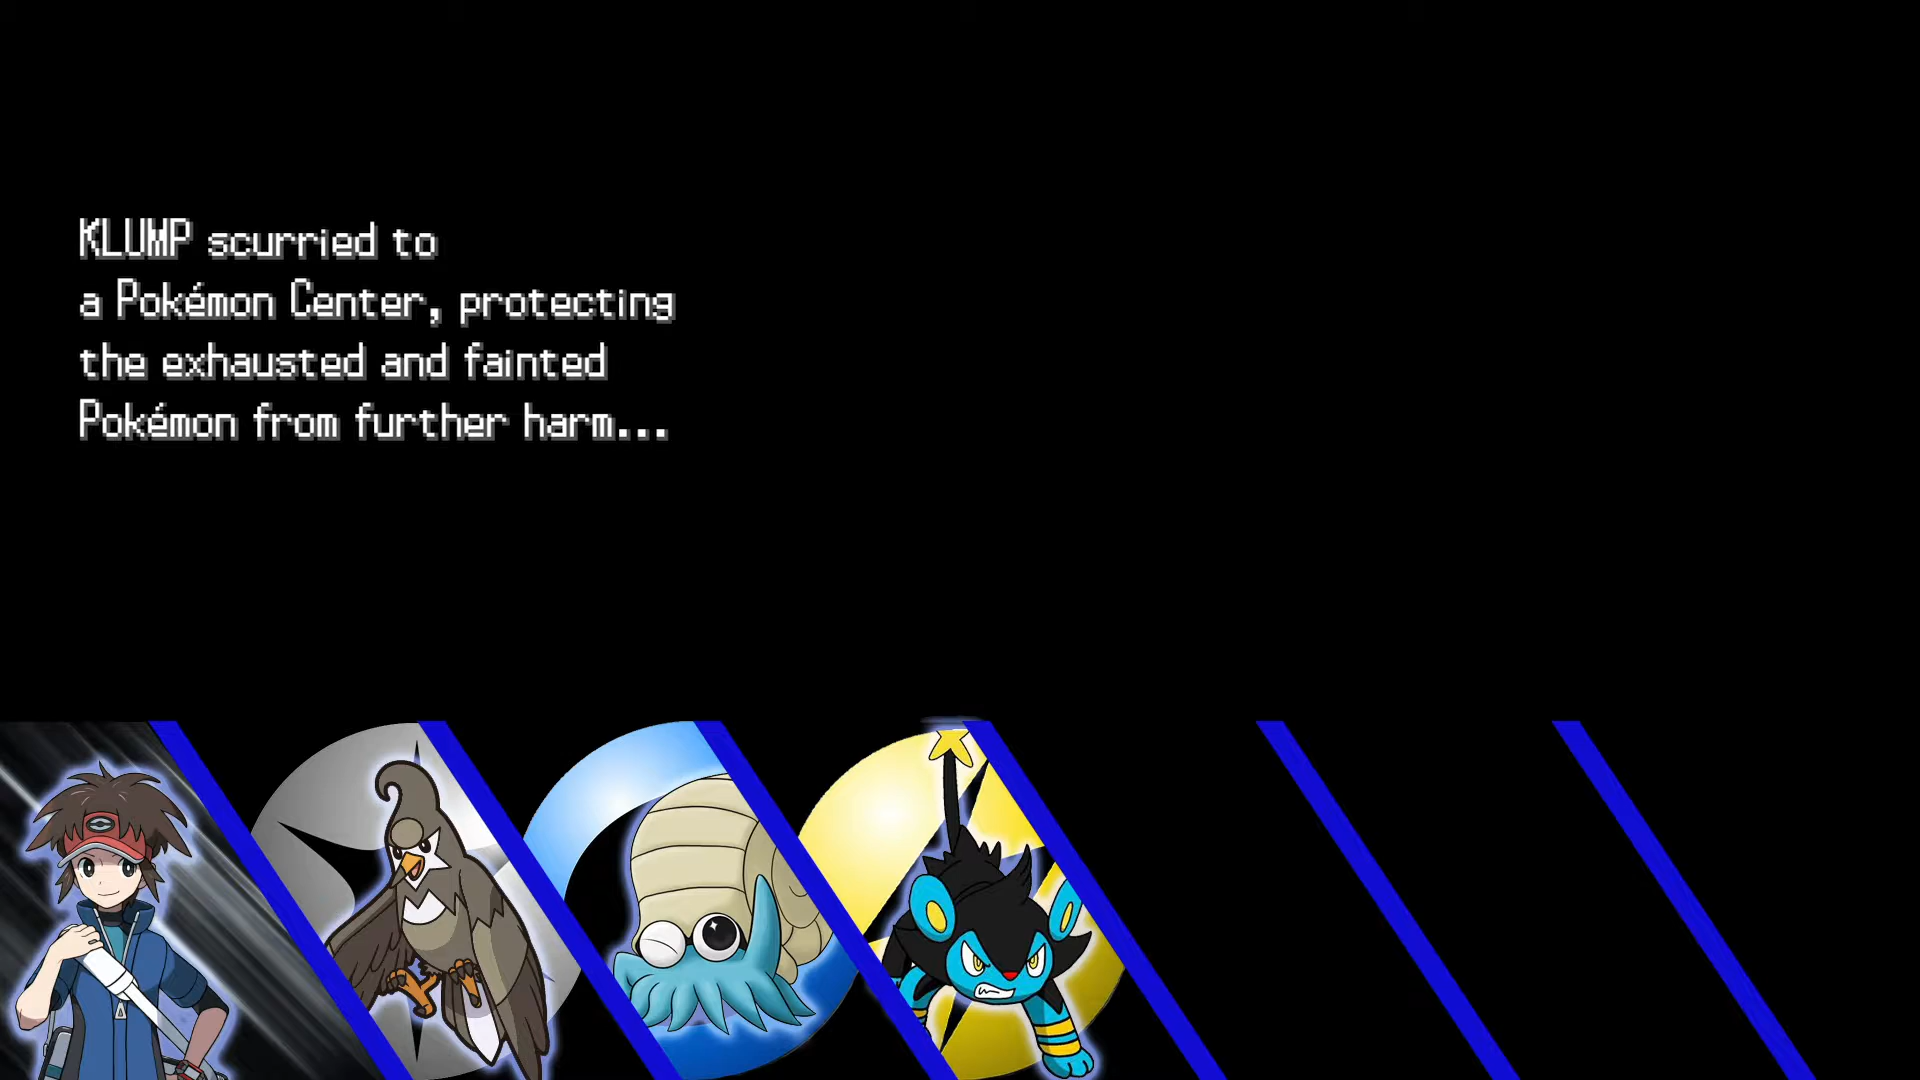 KLUMP scurried to
a Pokémon Center, protecting
the exhausted and fainted
Pokémon from further harm...